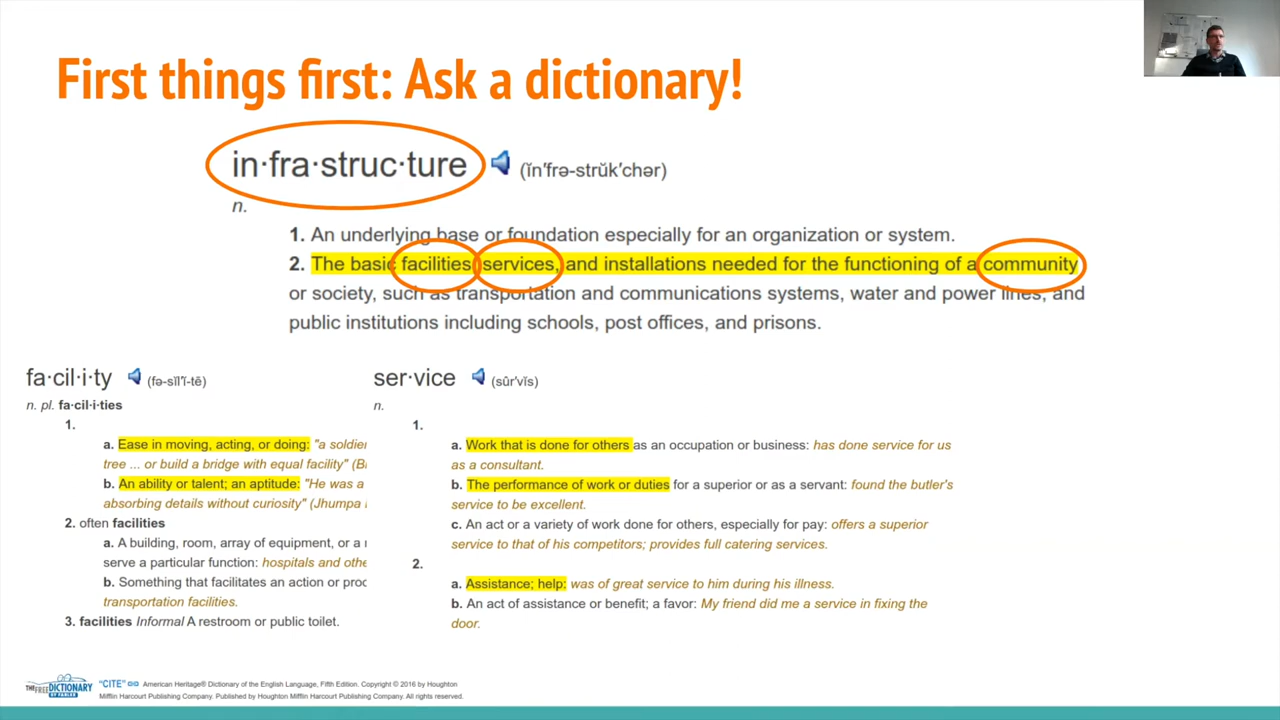 First things first: Ask a dictionary!
in·fra·struc·ture (ĭn′frə-strŭk′chər)
n.
1. An underlying base or foundation especially for an organization or system.
2. The basic facilities, services, and installations needed for the functioning of a community
or society, such as transportation and communications systems, water and power lines, and
public institutions including schools, post offices, and prisons.
fa·cil·i·ty (fə-sĭl′ĭ-tē)
n. pl. fa·cil·i·ties
1.
a. Ease in moving, acting, or doing: "a soldier
tree ... or build a bridge with equal facility" (B
b. An ability or talent; an aptitude: "He was a
absorbing details without curiosity" (Jhumpa
2. often facilities
a. A building, room, array of equipment, or a
serve a particular function: hospitals and othe
b. Something that facilitates an action or proc
transportation facilities.
3. facilities Informal A restroom or public toilet.
ser·vice (sûr′vĭs)
n.
1.
a. Work that is done for others as an occupation or business: has done service for us
as a consultant.
b. The performance of work or duties for a superior or as a servant: found the butler's
service to be excellent.
c. An act or a variety of work done for others, especially for pay: offers a superior
service to that of his competitors; provides full catering services.
2.
a. Assistance; help: was of great service to him during his illness.
b. An act of assistance or benefit; a favor: My friend did me a service in fixing the
door.
THE FREE DICTIONARY BY FARLEX
"CITE" American Heritage® Dictionary of the English Language, Fifth Edition. Copyright © 2016 by Houghton
Mifflin Harcourt Publishing Company. Published by Houghton Mifflin Harcourt Publishing Company. All rights reserved.